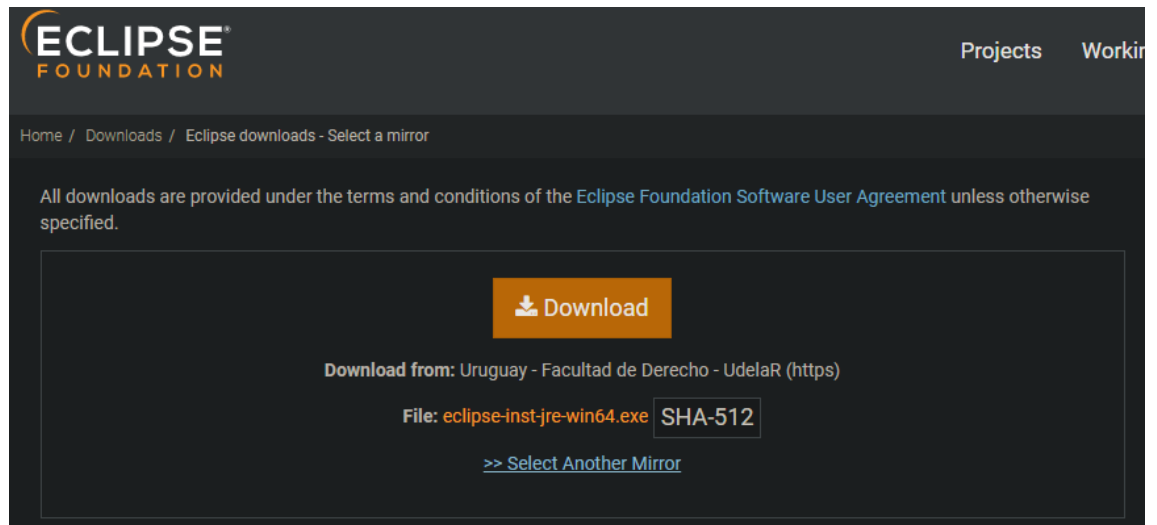 ECLIPSE®
FOUNDATION
Projects Workin
Home / Downloads / Eclipse downloads - Select a mirror
All downloads are provided under the terms and conditions of the Eclipse Foundation Software User Agreement unless otherwise
specified.
Download
Download from: Uruguay - Facultad de Derecho - UdelaR (https)
File: eclipse-inst-jre-win64.exe SHA-512
>> Select Another Mirror